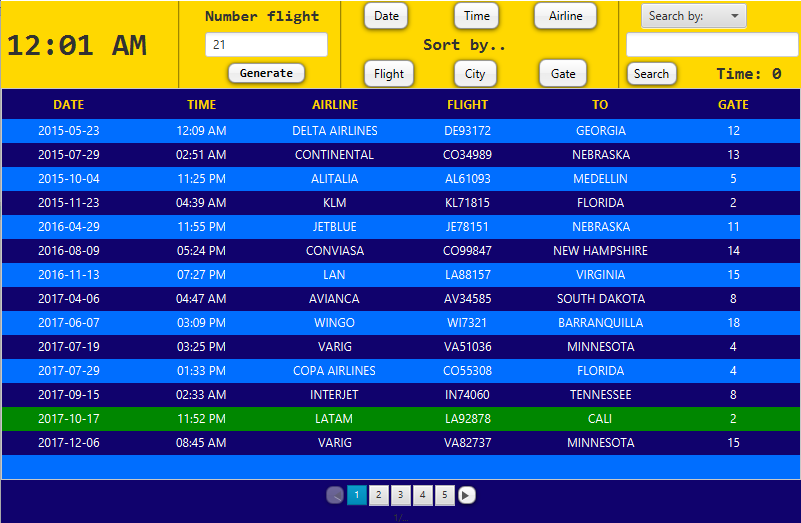 12:01 AM
Number flight
21
Generate
Date Time Airline
Sort by..
Flight City Gate
Search by:
Search Time: 0
DATE TIME AIRLINE FLIGHT TO GATE
2015-05-23 12:09 AM DELTA AIRLINES DE93172 GEORGIA 12
2015-07-29 02:51 AM CONTINENTAL CO34989 NEBRASKA 13
2015-10-04 11:25 PM ALITALIA AL61093 MEDELLIN 5
2015-11-23 04:39 AM KLM KL71815 FLORIDA 2
2016-04-29 11:55 PM JETBLUE JE78151 NEBRASKA 11
2016-08-09 05:24 PM CONVIASA CO99847 NEW HAMPSHIRE 14
2016-11-13 07:27 PM LAN LA88157 VIRGINIA 15
2017-04-06 04:47 AM AVIANCA AV34585 SOUTH DAKOTA 8
2017-06-07 03:09 PM WINGO WI7321 BARRANQUILLA 18
2017-07-19 03:25 PM VARIG VA51036 MINNESOTA 4
2017-07-29 01:33 PM COPA AIRLINES CO55308 FLORIDA 4
2017-09-15 02:33 AM INTERJET IN74060 TENNESSEE 8
2017-10-17 11:52 PM LATAM LA92878 CALI 2
2017-12-06 08:45 AM VARIG VA82737 MINNESOTA 15
1 2 3 4 5